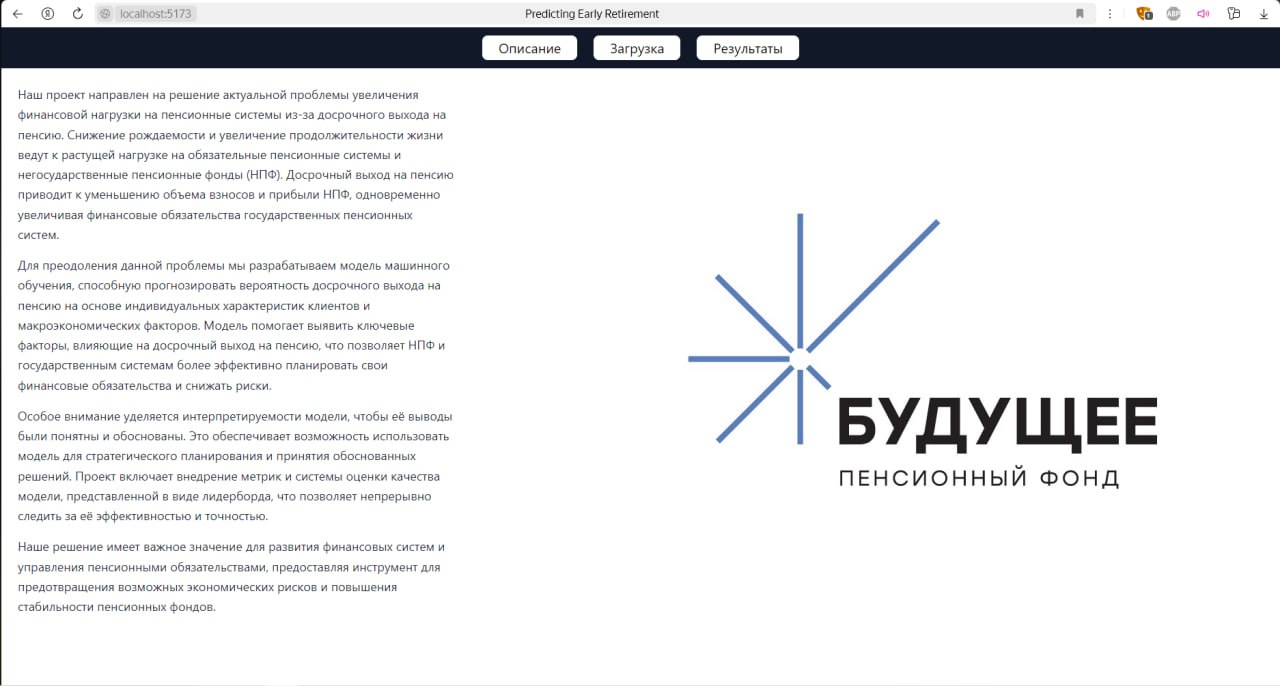 localhost:5173
Predicting Early Retirement
1
ABP
Описание
Загрузка
Результаты
Наш проект направлен на решение актуальной проблемы увеличения
финансовой нагрузки на пенсионные системы из-за досрочного выхода на
пенсию. Снижение рождаемости и увеличение продолжительности жизни
ведут к растущей нагрузке на обязательные пенсионные системы и
негосударственные пенсионные фонды (НПФ). Досрочный выход на пенсию
приводит к уменьшению объема взносов и прибыли НПФ, одновременно
увеличивая финансовые обязательства государственных пенсионных
систем.
Для преодоления данной проблемы мы разрабатываем модель машинного
обучения, способную прогнозировать вероятность досрочного выхода на
пенсию на основе индивидуальных характеристик клиентов и
макроэкономических факторов. Модель помогает выявить ключевые
факторы, влияющие на досрочный выход на пенсию, что позволяет НПФ и
государственным системам более эффективно планировать свои
финансовые обязательства и снижать риски.
Особое внимание уделяется интерпретируемости модели, чтобы её выводы
были понятны и обоснованы. Это обеспечивает возможность использовать
модель для стратегического планирования и принятия обоснованных
решений. Проект включает внедрение метрик и системы оценки качества
модели, представленной в виде лидерборда, что позволяет непрерывно
следить за её эффективностью и точностью.
Наше решение имеет важное значение для развития финансовых систем и
управления пенсионными обязательствами, предоставляя инструмент для
предотвращения возможных экономических рисков и повышения
стабильности пенсионных фондов.
БУДУЩЕЕ
ПЕНСИОННЫЙ ФОНД